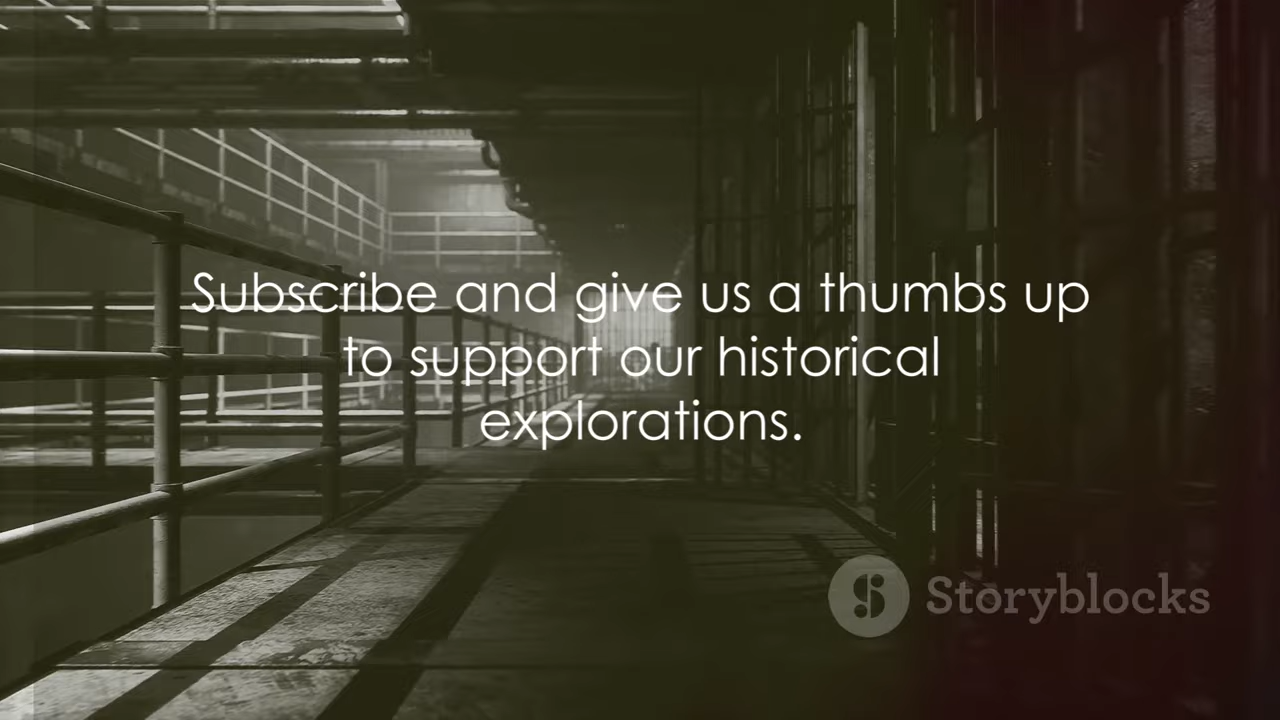 Subscribe and give us a thumbs up
to support our historical
explorations.
Storyblocks